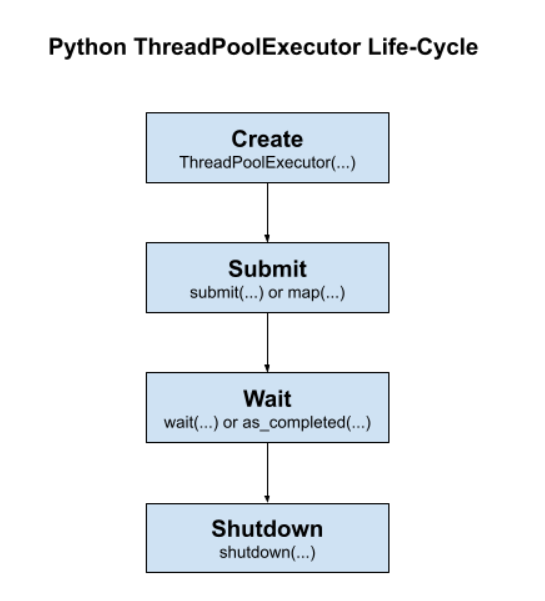 Python ThreadPoolExecutor Life-Cycle
Create
ThreadPoolExecutor(...)
Submit
submit(...) or map(...)
Wait
wait(...) or as_completed(...)
Shutdown
shutdown(...)